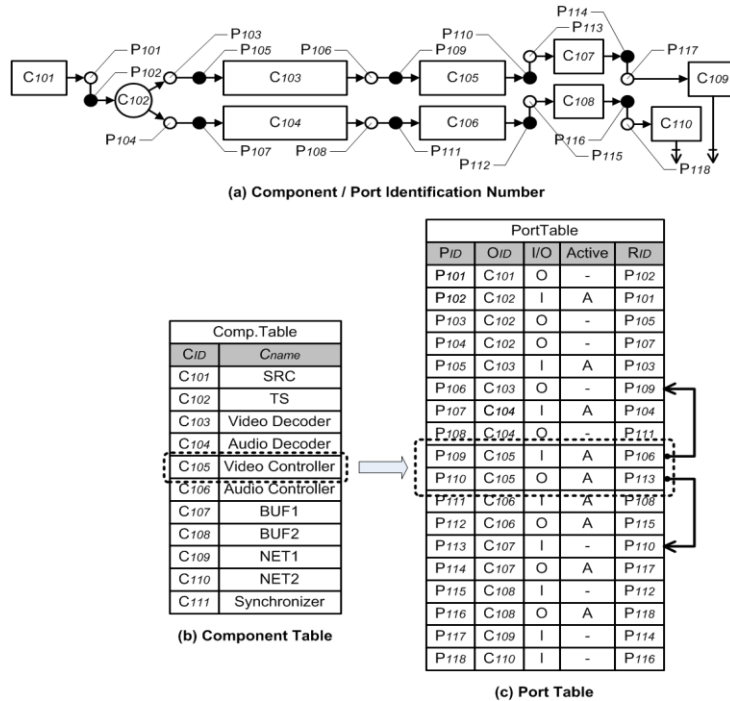 P114
P103 P110 P113
P101 P105 P106 P109 C107 P117
C101 P102 C103 C105 C109
C102
C104 C106 C108 C110
P104 P107 P108 P111 P112 P116 P115 P118
(a) Component / Port Identification Number
PortTable
PID OID I/O Active RID
P101 C101 O - P102
P102 C102 I A P101
P103 C102 O - P105
P104 C102 O - P107
P105 C103 I A P103
P106 C103 O - P109
P107 C104 I A P104
P108 C104 O - P111
P109 C105 I A P106
P110 C105 O A P113
P111 C106 I A P108
P112 C106 O A P115
P113 C107 I - P110
P114 C107 O A P117
P115 C108 I - P112
P116 C108 O A P118
P117 C109 I - P114
P118 C110 I - P116
(c) Port Table
Comp.Table
CID Cname
C101 SRC
C102 TS
C103 Video Decoder
C104 Audio Decoder
C105 Video Controller
C106 Audio Controller
C107 BUF1
C108 BUF2
C109 NET1
C110 NET2
C111 Synchronizer
(b) Component Table